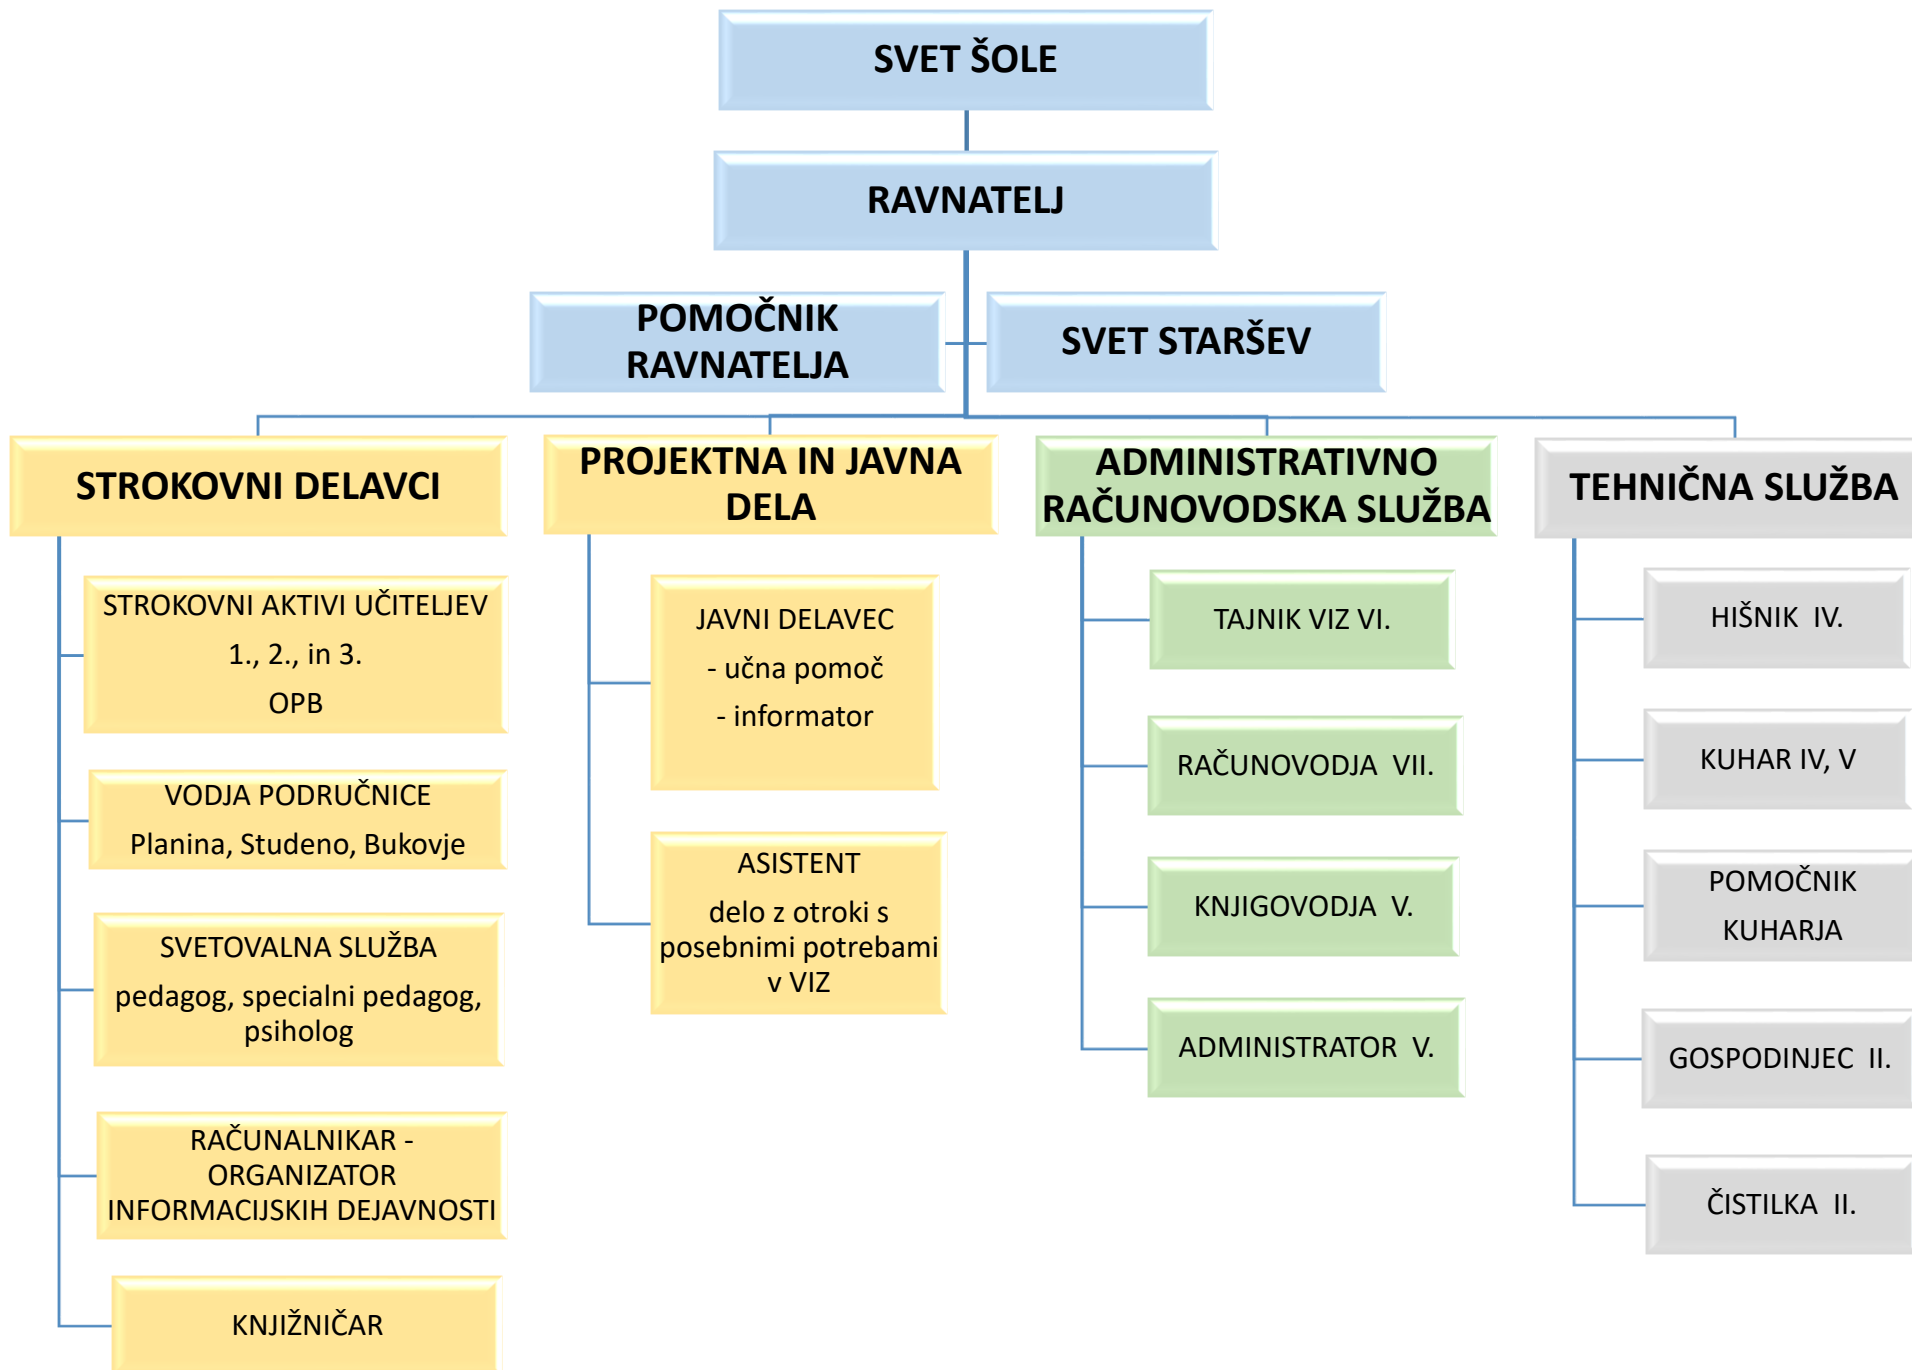 SVET ŠOLE
RAVNATELJ
POMOČNIK
RAVNATELJA
SVET STARŠEV
STROKOVNI DELAVCI
STROKOVNI AKTIVI UČITELJEV
1., 2., in 3.
OPB
VODJA PODRUČNICE
Planina, Studeno, Bukovje
SVETOVALNA SLUŽBA
pedagog, specialni pedagog,
psiholog
RAČUNALNIKAR -
ORGANIZATOR
INFORMACIJSKIH DEJAVNOSTI
KNJIŽNIČAR
PROJEKTNA IN JAVNA
DELA
JAVNI DELAVEC
- učna pomoč
- informator
ASISTENT
delo z otroki s
posebnimi potrebami
v VIZ
ADMINISTRATIVNO
RAČUNOVODSKA SLUŽBA
TAJNIK VIZ VI.
RAČUNOVODJA VII.
KNJIGOVODJA V.
ADMINISTRATOR V.
TEHNIČNA SLUŽBA
HIŠNIK IV.
KUHAR IV, V
POMOČNIK
KUHARJA
GOSPODINJEC II.
ČISTILKA II.